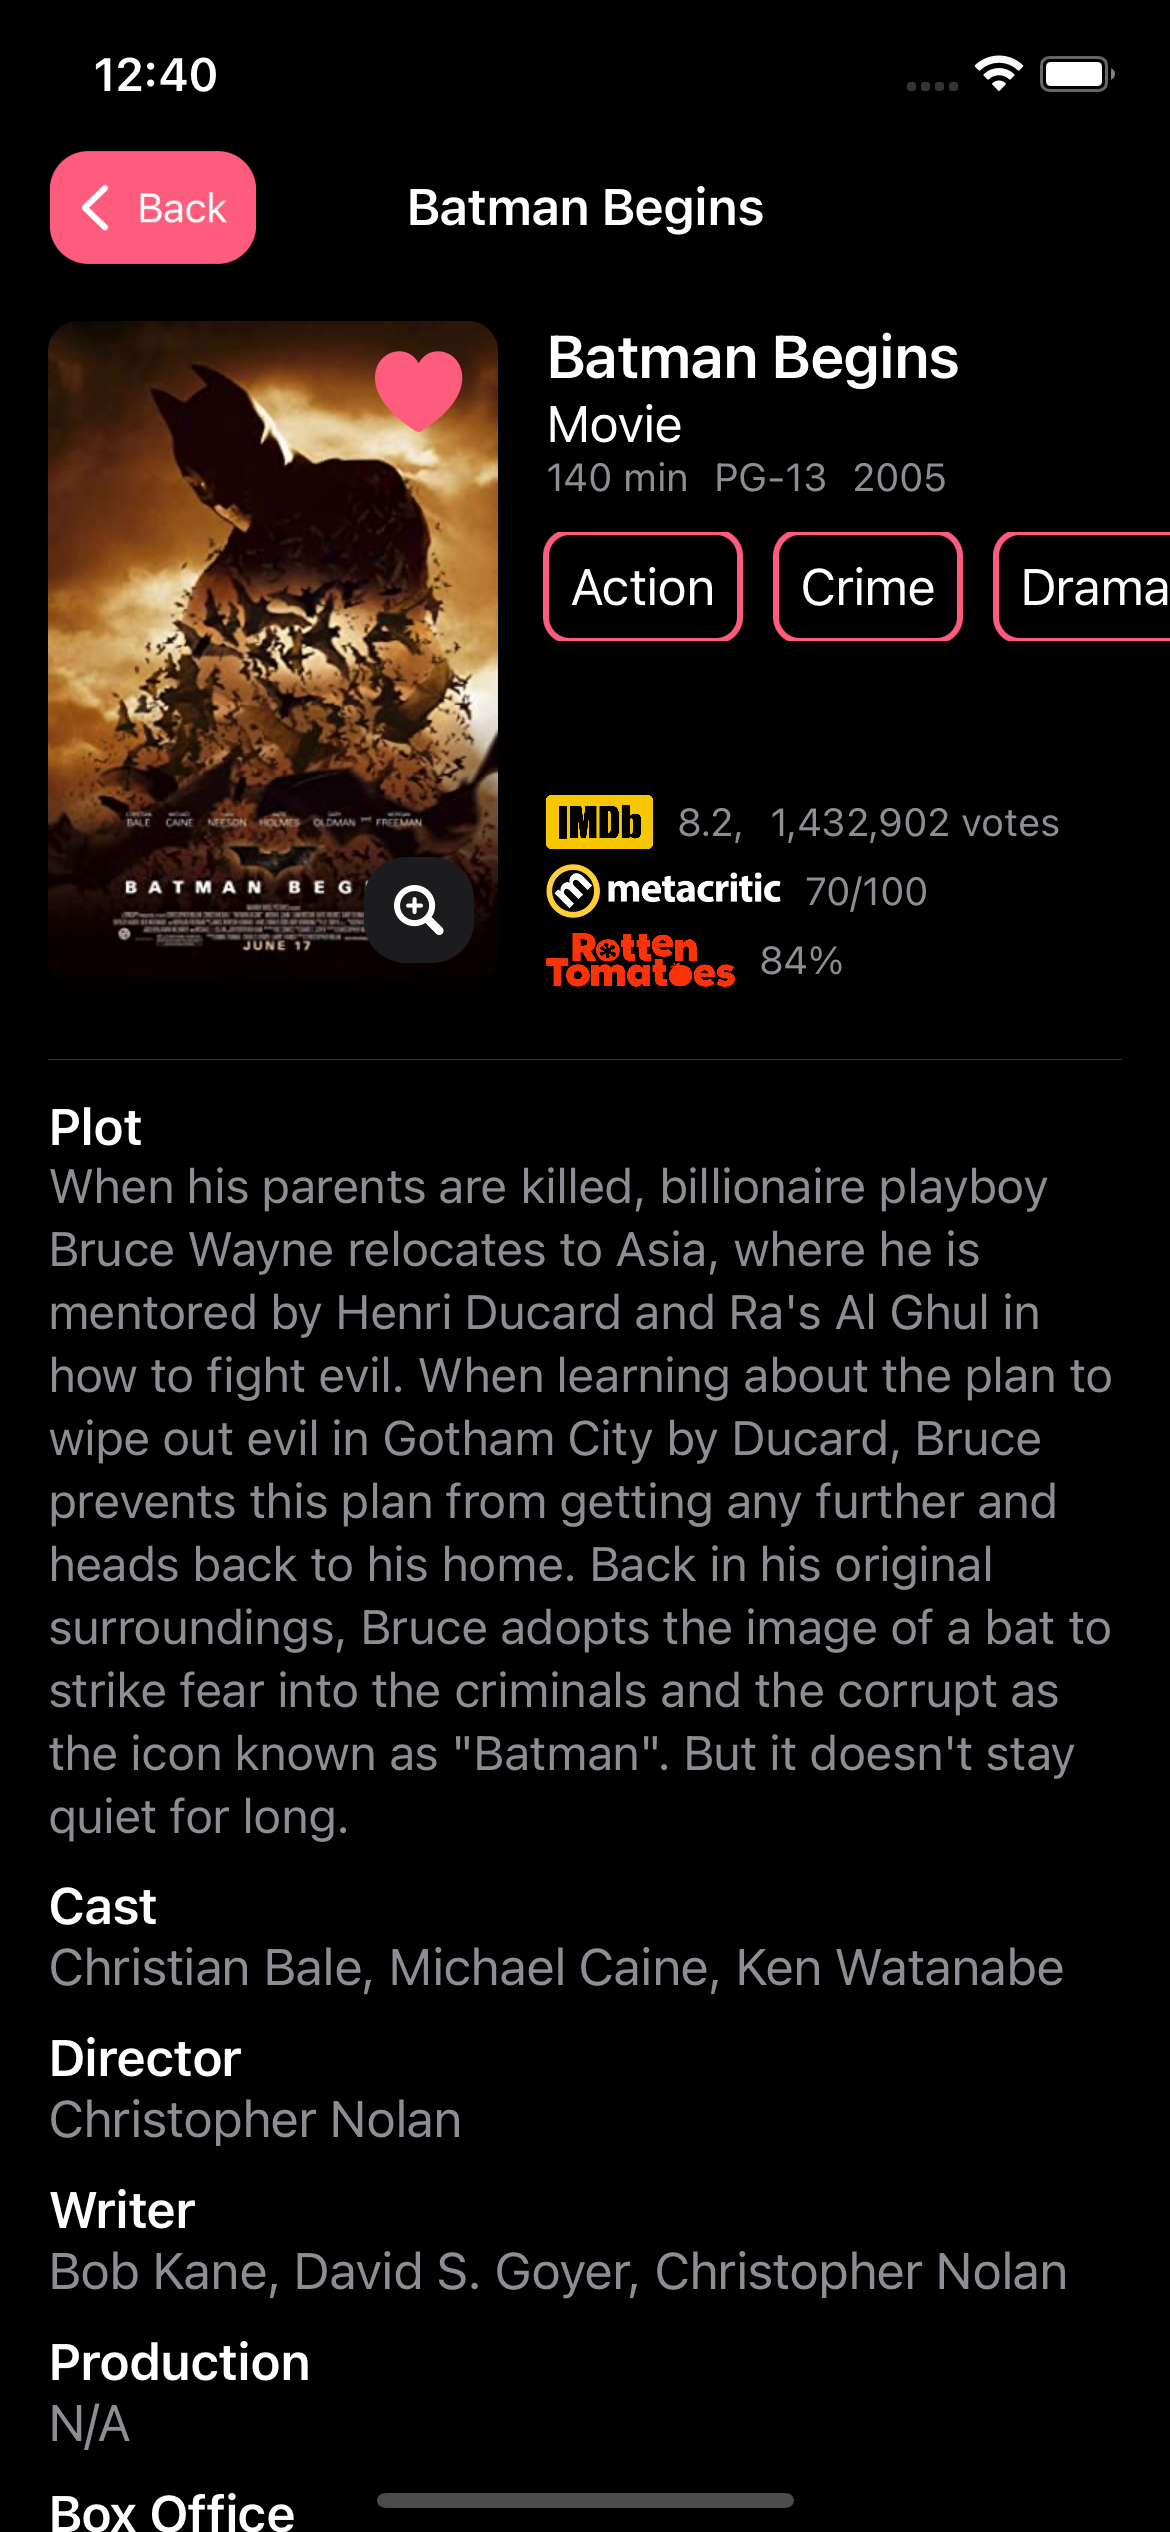 12:40
Back
Batman Begins
Batman Begins
Movie
140 min PG-13 2005
Action Crime Drama
BALE CAINE NEESON HOLMES OLDMAN FREEMAN
BATMAN BEG
JUNE 17
IMDb 8.2, 1,432,902 votes
metacritic 70/100
Rotten
Tomatoes 84%
Plot
When his parents are killed, billionaire playboy
Bruce Wayne relocates to Asia, where he is
mentored by Henri Ducard and Ra's Al Ghul in
how to fight evil. When learning about the plan to
wipe out evil in Gotham City by Ducard, Bruce
prevents this plan from getting any further and
heads back to his home. Back in his original
surroundings, Bruce adopts the image of a bat to
strike fear into the criminals and the corrupt as
the icon known as "Batman". But it doesn't stay
quiet for long.
Cast
Christian Bale, Michael Caine, Ken Watanabe
Director
Christopher Nolan
Writer
Bob Kane, David S. Goyer, Christopher Nolan
Production
N/A
Box Office